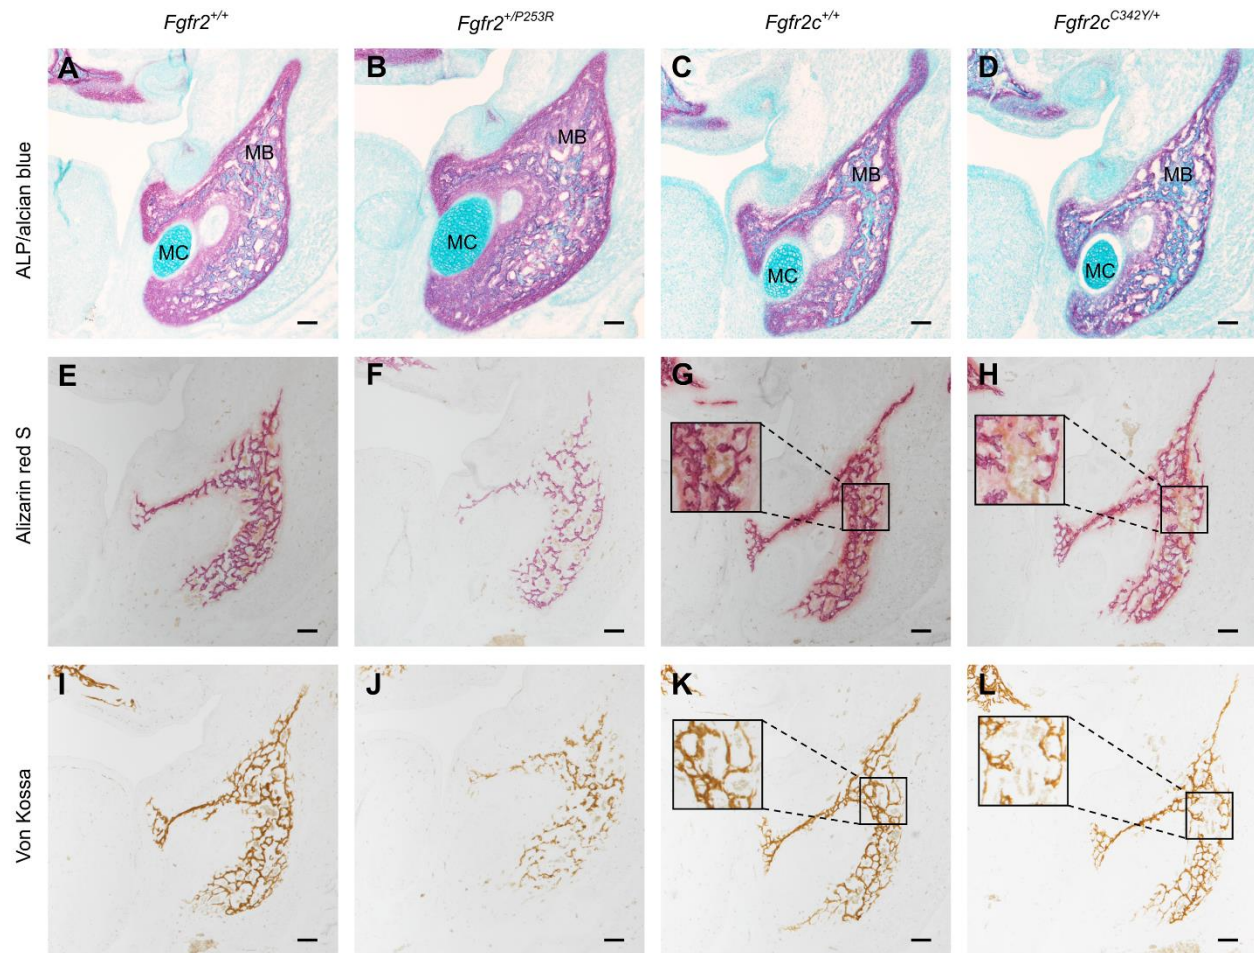 Fgfr2+/+ Fgfr2+/P253R Fgfr2c+/+ Fgfr2cC342Y/+
ALP/alcian blue
A B C D
MB MB MB MB
MC MC MC MC
Alizarin red S
E F G H
Von Kossa
I J K L